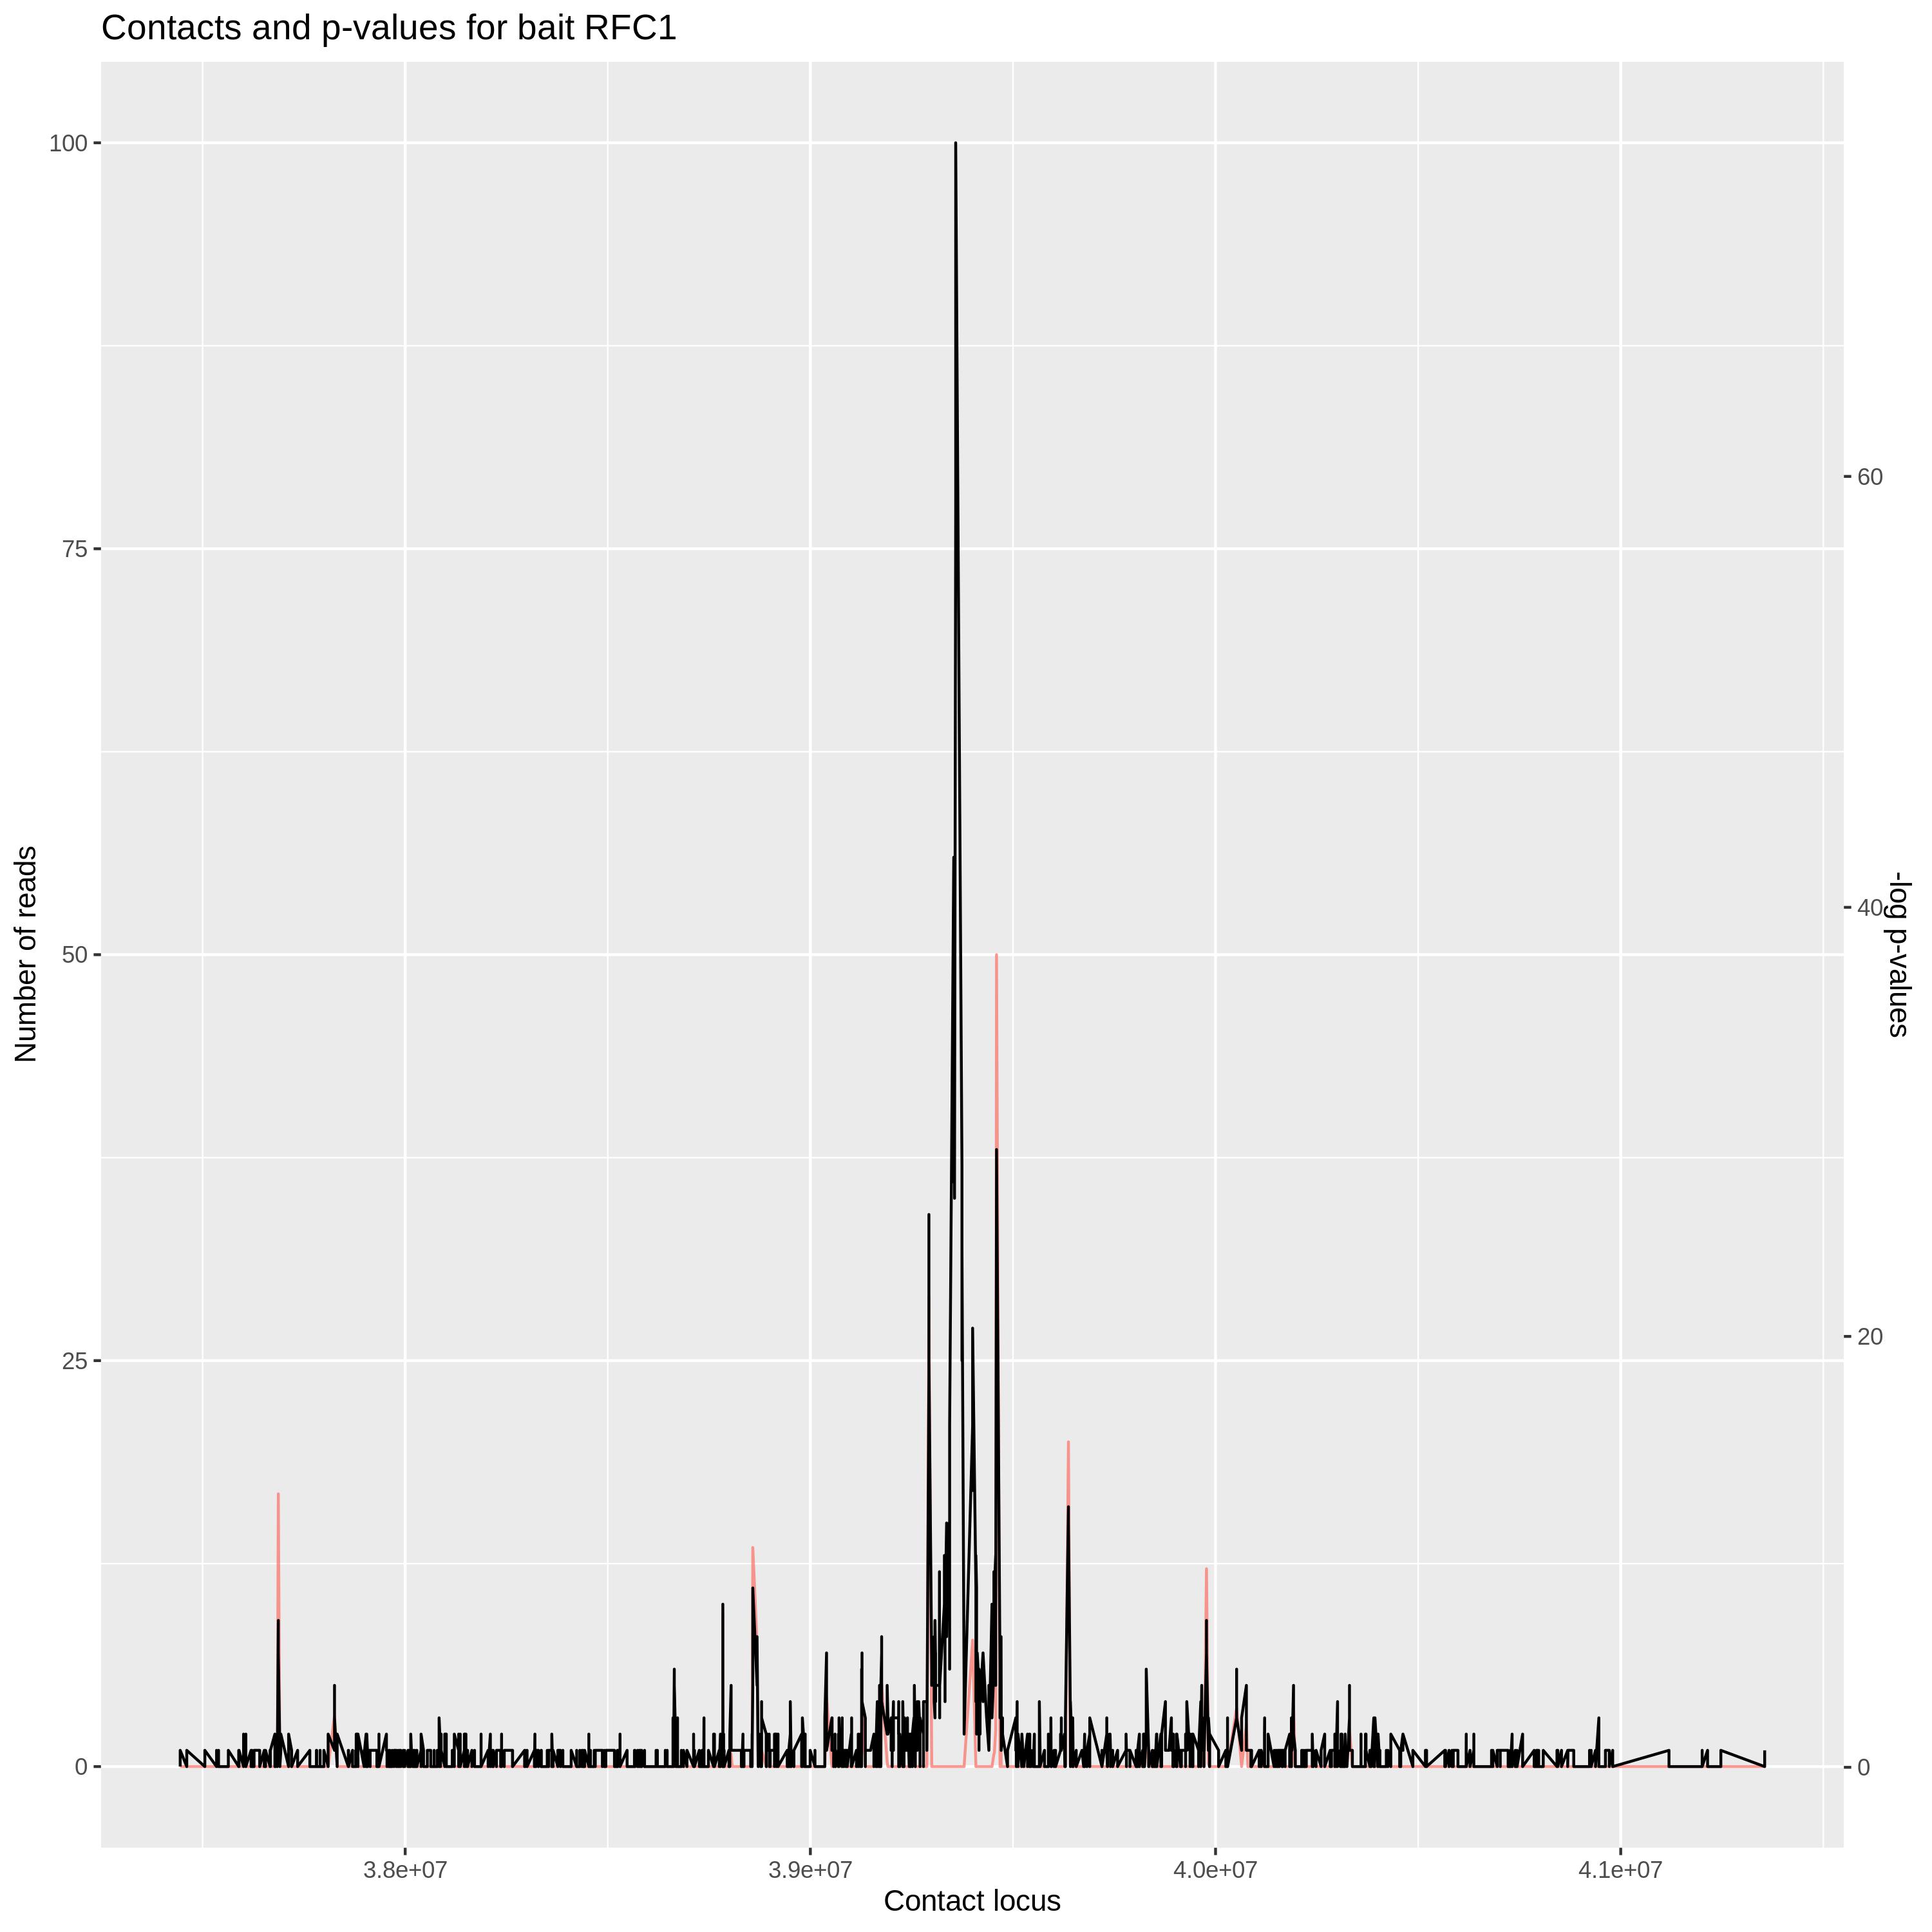 Contacts and p-values for bait RFC1
100
75
50
25
0
Number of reads
60
40
20
0
-log p-values
3.8e+07
3.9e+07
4.0e+07
4.1e+07
Contact locus